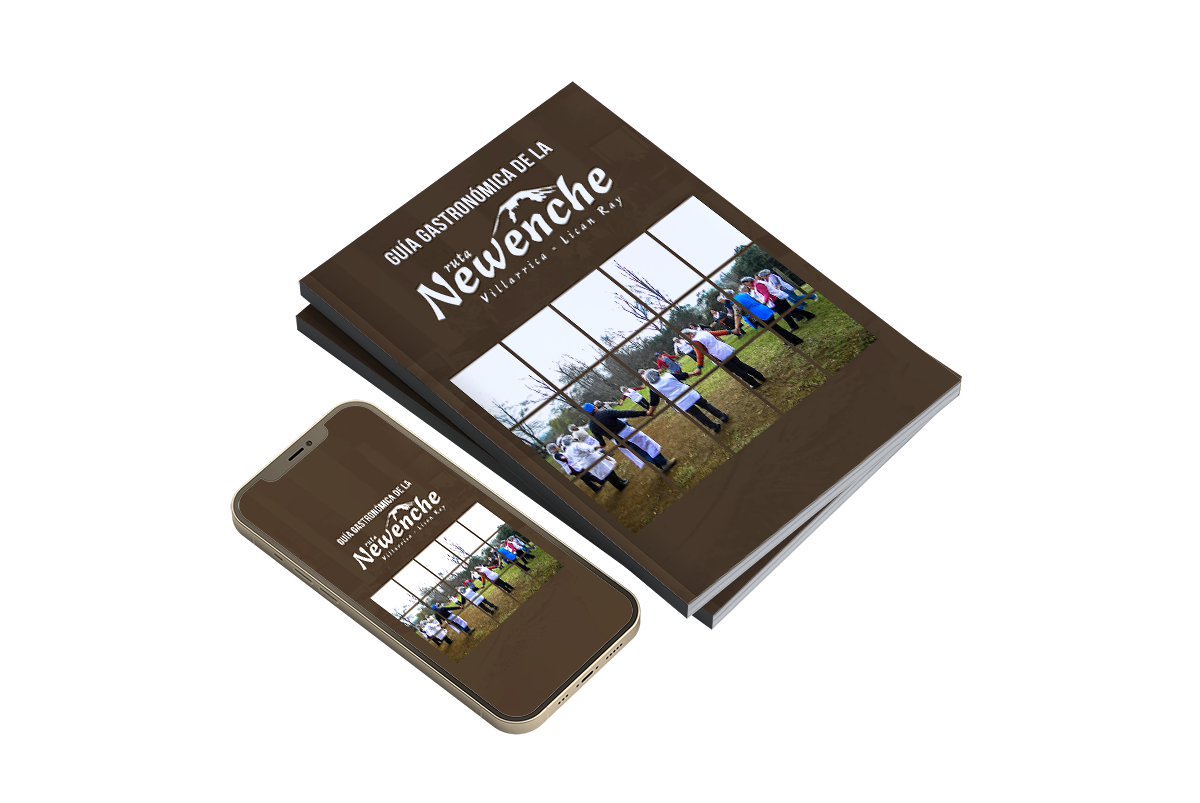 GUÍA GASTRONÓMICA DE LA
ruta
Newenche
Villarrica - Lican Ray
GUÍA GASTRONÓMICA DE LA
ruta
Newenche
Villarrica - Lican Ray